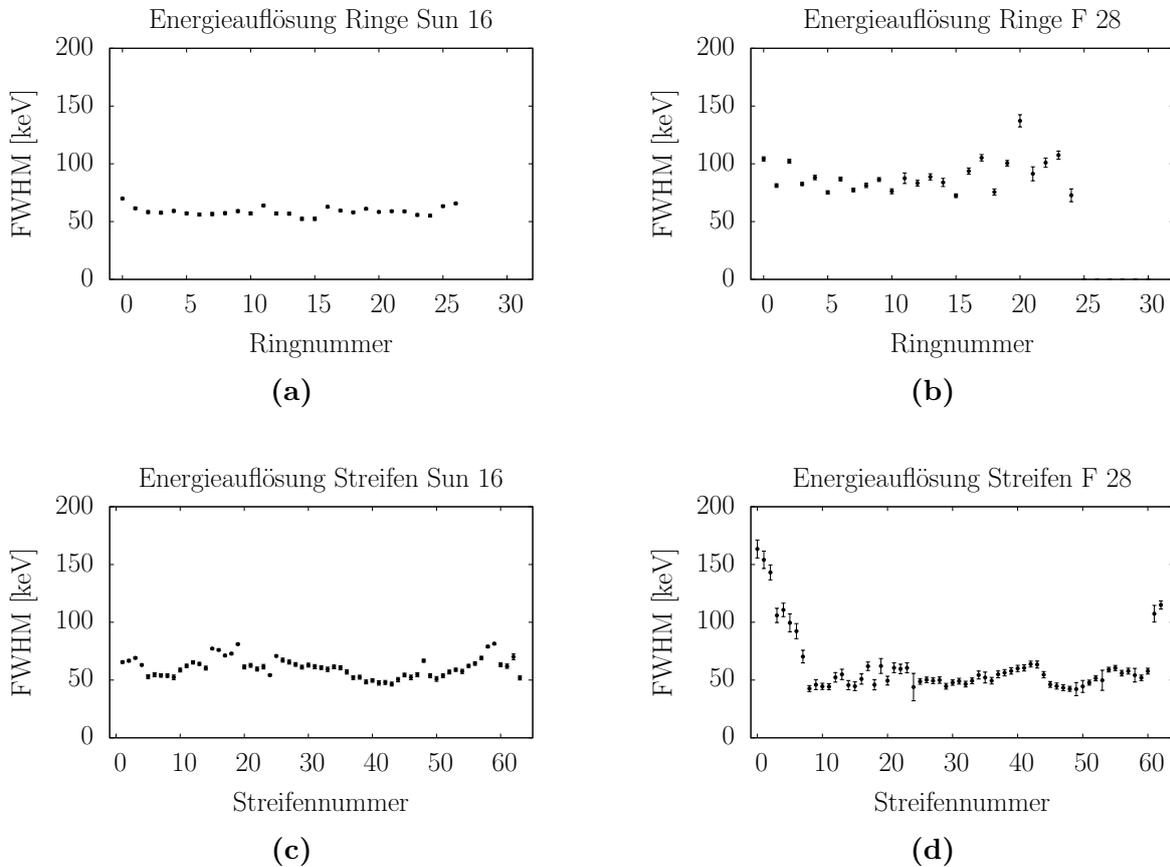 Energieauflösung Ringe Sun 16
200
150
100
50
0
FWHM [keV]
0 5 10 15 20 25 30
Ringnummer
(a)
Energieauflösung Ringe F 28
200
150
100
50
0
FWHM [keV]
0 5 10 15 20 25 30
Ringnummer
(b)
Energieauflösung Streifen Sun 16
200
150
100
50
0
FWHM [keV]
0 10 20 30 40 50 60
Streifennummer
(c)
Energieauflösung Streifen F 28
200
150
100
50
0
FWHM [keV]
0 10 20 30 40 50 60
Streifennummer
(d)